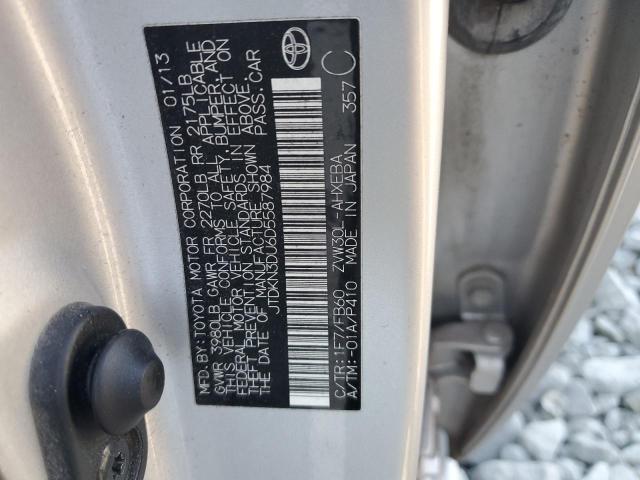 MFD. BY: TOYOTA MOTOR CORPORATION 01/13
GVWR 3980LB GAWR FR 2270LB RR 2175LB
THIS VEHICLE CONFORMS TO ALL APPLICABLE
FEDERAL MOTOR VEHICLE SAFETY, BUMPER, AND
THEFT PREVENTION STANDARDS IN EFFECT ON
THE DATE OF MANUFACTURE SHOWN ABOVE.
JTDKN3DU6D5587984 PASS. CAR
C/TR: 1F7/FB60 ZVW30L-AHXEBA 357 C
A/TM: -01A/P410 MADE IN JAPAN